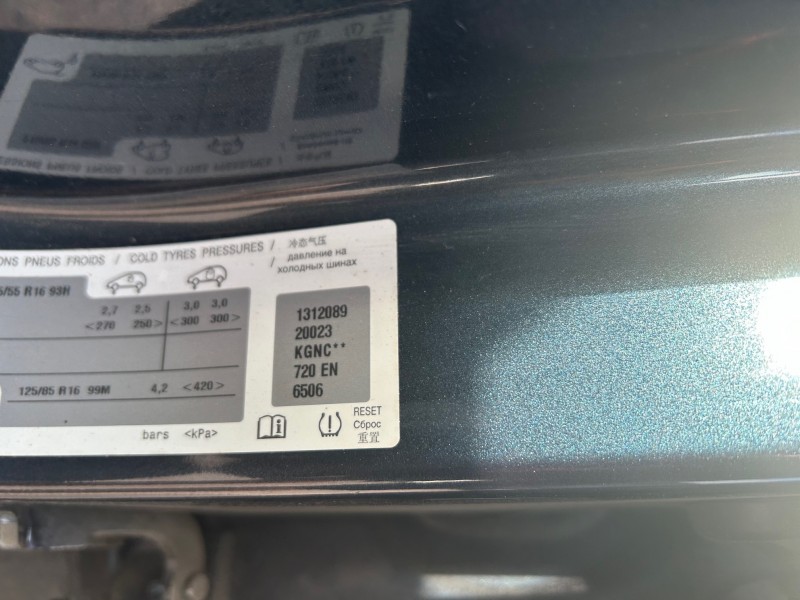 ONS PNEUS FROIDS / COLD TYRES PRESSURES / 冷态气压
/ давление на
холодных шинах
5/55 R16 93H
2,7 2,5 3,0 3,0
<270 250> <300 300>
125/85 R16 99M 4,2 <420>
bars <kPa>
1312089
20023
KGNC**
720 EN
6506
RESET
Сброс
重置